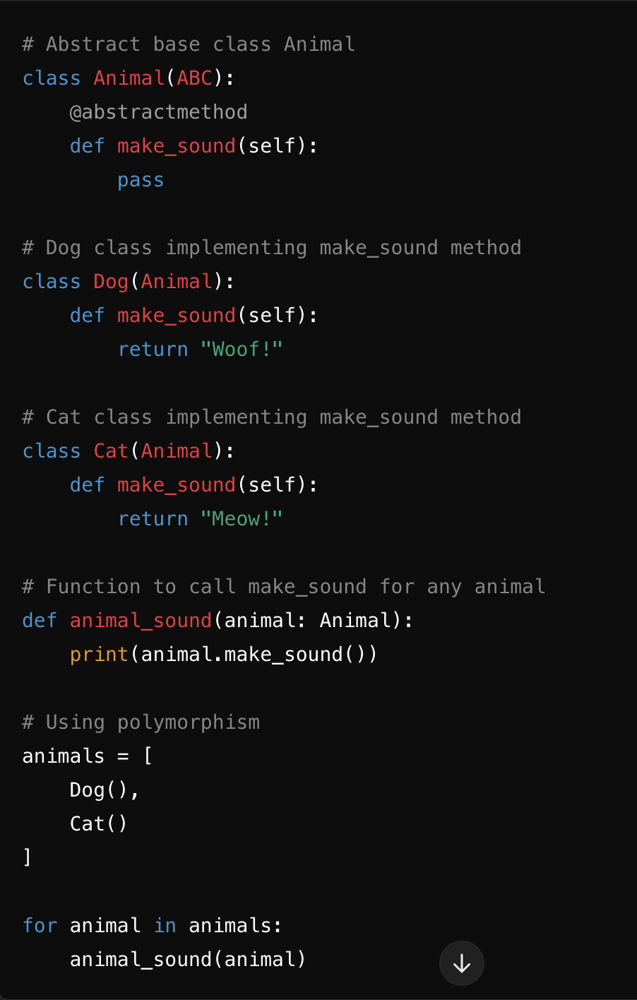 # Abstract base class Animal
class Animal(ABC):
    @abstractmethod
    def make_sound(self):
        pass

# Dog class implementing make_sound method
class Dog(Animal):
    def make_sound(self):
        return "Woof!"

# Cat class implementing make_sound method
class Cat(Animal):
    def make_sound(self):
        return "Meow!"

# Function to call make_sound for any animal
def animal_sound(animal: Animal):
    print(animal.make_sound())

# Using polymorphism
animals = [
    Dog(),
    Cat()
]

for animal in animals:
    animal_sound(animal)